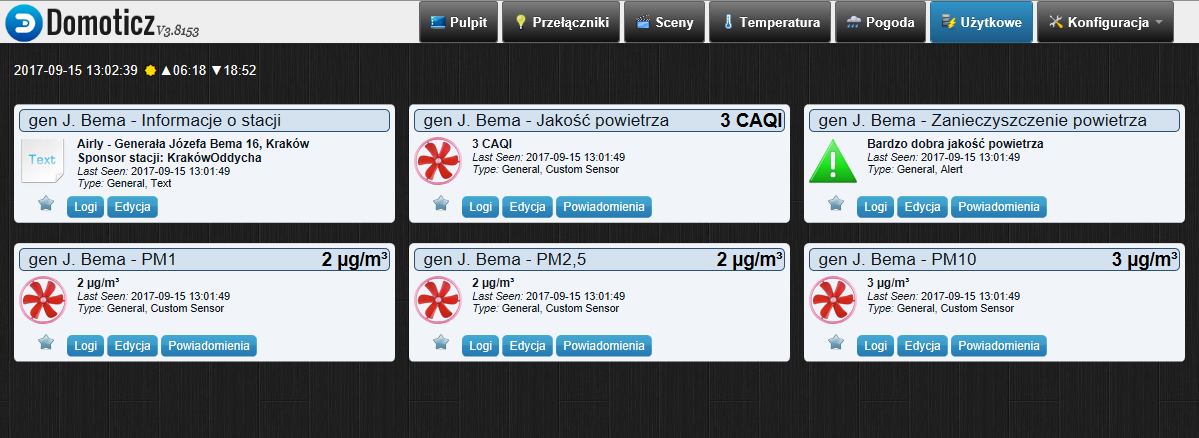 Domoticz V3.8153
Pulpit
Przełączniki
Sceny
Temperatura
Pogoda
Użytkowe
Konfiguracja
2017-09-15 13:02:39 ▲06:18 ▼18:52
gen J. Bema - Informacje o stacji
Text
Airly - Generała Józefa Bema 16, Kraków
Sponsor stacji: KrakówOddycha
Last Seen: 2017-09-15 13:01:49
Type: General, Text
Logi Edycja
gen J. Bema - Jakość powietrza 3 CAQI
3 CAQI
Last Seen: 2017-09-15 13:01:49
Type: General, Custom Sensor
Logi Edycja Powiadomienia
gen J. Bema - Zanieczyszczenie powietrza
Bardzo dobra jakość powietrza
Last Seen: 2017-09-15 13:01:49
Type: General, Alert
Logi Edycja Powiadomienia
gen J. Bema - PM1 2 µg/m³
2 µg/m³
Last Seen: 2017-09-15 13:01:49
Type: General, Custom Sensor
Logi Edycja Powiadomienia
gen J. Bema - PM2,5 2 µg/m³
2 µg/m³
Last Seen: 2017-09-15 13:01:49
Type: General, Custom Sensor
Logi Edycja Powiadomienia
gen J. Bema - PM10 3 µg/m³
3 µg/m³
Last Seen: 2017-09-15 13:01:49
Type: General, Custom Sensor
Logi Edycja Powiadomienia